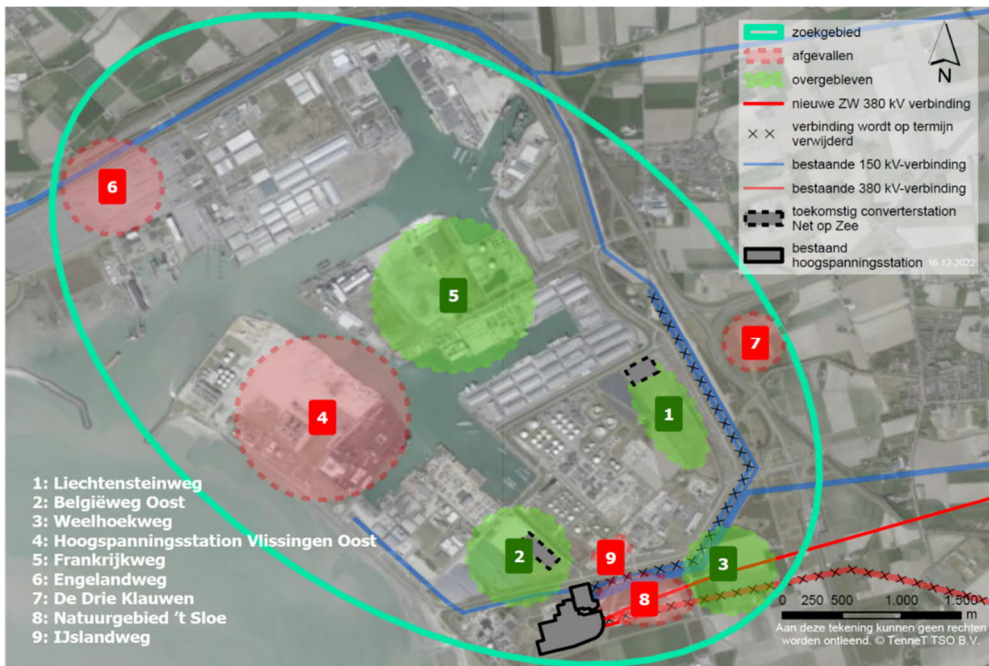 zoekgebied
afgevallen
overgebleven
nieuwe ZW 380 kV verbinding
verbinding wordt op termijn
verwijderd
bestaande 150 kV-verbinding
bestaande 380 kV-verbinding
toekomstig converterstation
Net op Zee
bestaand
hoogspanningsstation 16-12-2022
N
6
5
7
4
1
2
9
3
8
1: Liechtensteinweg
2: Belgiëweg Oost
3: Weelhoekweg
4: Hoogspanningsstation Vlissingen Oost
5: Frankrijkweg
6: Engelandweg
7: De Drie Klauwen
8: Natuurgebied 't Sloe
9: IJslandweg
0 250 500 1.000 1.500
m
Aan deze tekening kunnen geen rechten
worden ontleend. © TenneT TSO B.V.